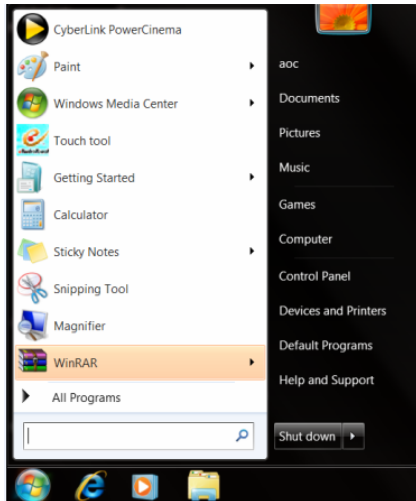 CyberLink PowerCinema
Paint
Windows Media Center
Touch tool
Getting Started
Calculator
Sticky Notes
Snipping Tool
Magnifier
WinRAR
All Programs
aoc
Documents
Pictures
Music
Games
Computer
Control Panel
Devices and Printers
Default Programs
Help and Support
Shut down